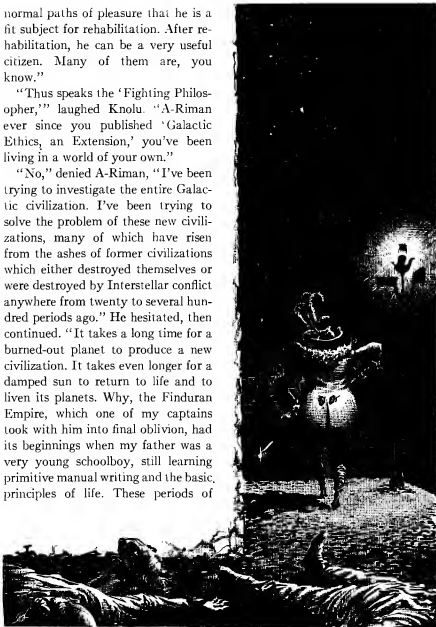 normal paths of pleasure that he is a
fit subject for rehabilitation. After re-
habilitation, he can be a very useful
citizen. Many of them are, you
know."
"Thus speaks the 'Fighting Philos-
opher,'" laughed Knolu. "A-Riman
ever since you published 'Galactic
Ethics, an Extension,' you've been
living in a world of your own."
"No," denied A-Riman, "I've been
trying to investigate the entire Galac-
tic civilization. I've been trying to
solve the problem of these new civili-
zations, many of which have risen
from the ashes of former civilizations
which either destroyed themselves or
were destroyed by Interstellar conflict
anywhere from twenty to several hun-
dred periods ago." He hesitated, then
continued. "It takes a long time for a
burned-out planet to produce a new
civilization. It takes even longer for a
damped sun to return to life and to
liven its planets. Why, the Finduran
Empire, which one of my captains
took with him into final oblivion, had
its beginnings when my father was a
very young schoolboy, still learning
primitive manual writing and the basic
principles of life. These periods of